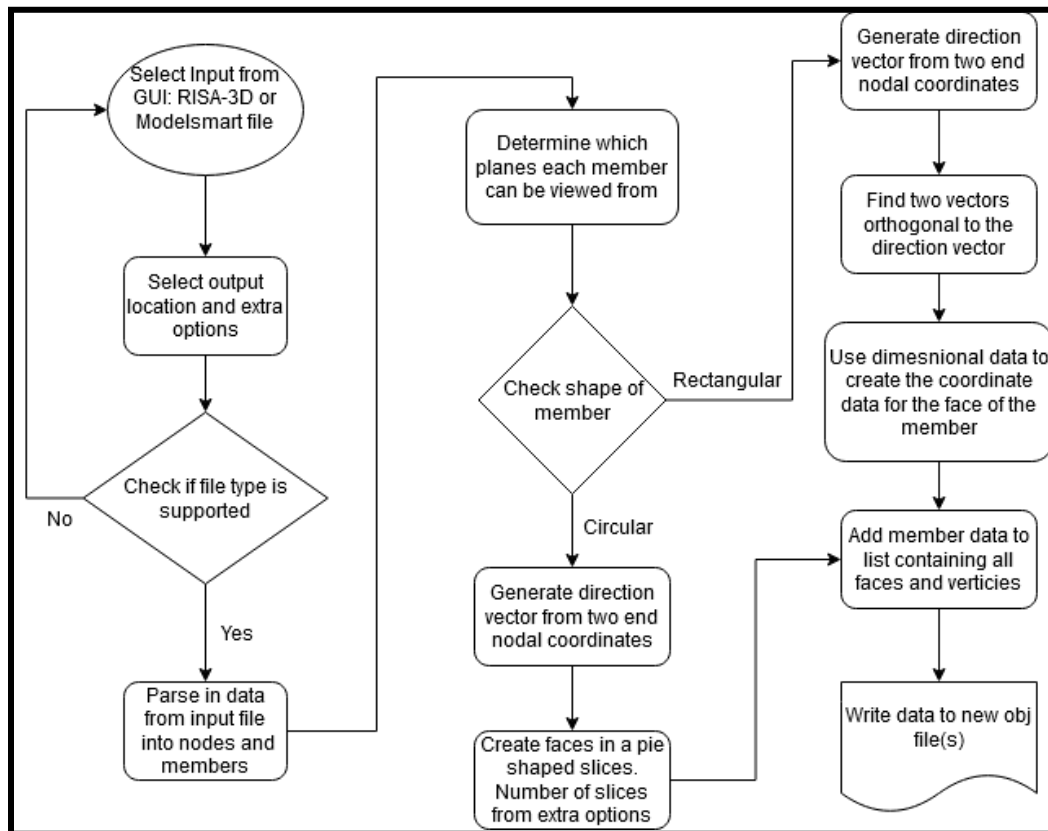 Select Input from
GUI: RISA-3D or
Modelsmart file
Select output
location and extra
options
Check if file type is
supported
No
Yes
Parse in data
from input file
into nodes and
members
Determine which
planes each member
can be viewed from
Check shape of
member
Rectangular
Circular
Generate direction
vector from two end
nodal coordinates
Create faces in a pie
shaped slices.
Number of slices
from extra options
Generate direction
vector from two end
nodal coordinates
Find two vectors
orthogonal to the
direction vector
Use dimesnional data to
create the coordinate
data for the face of the
member
Add member data to
list containing all
faces and verticies
Write data to new obj
file(s)